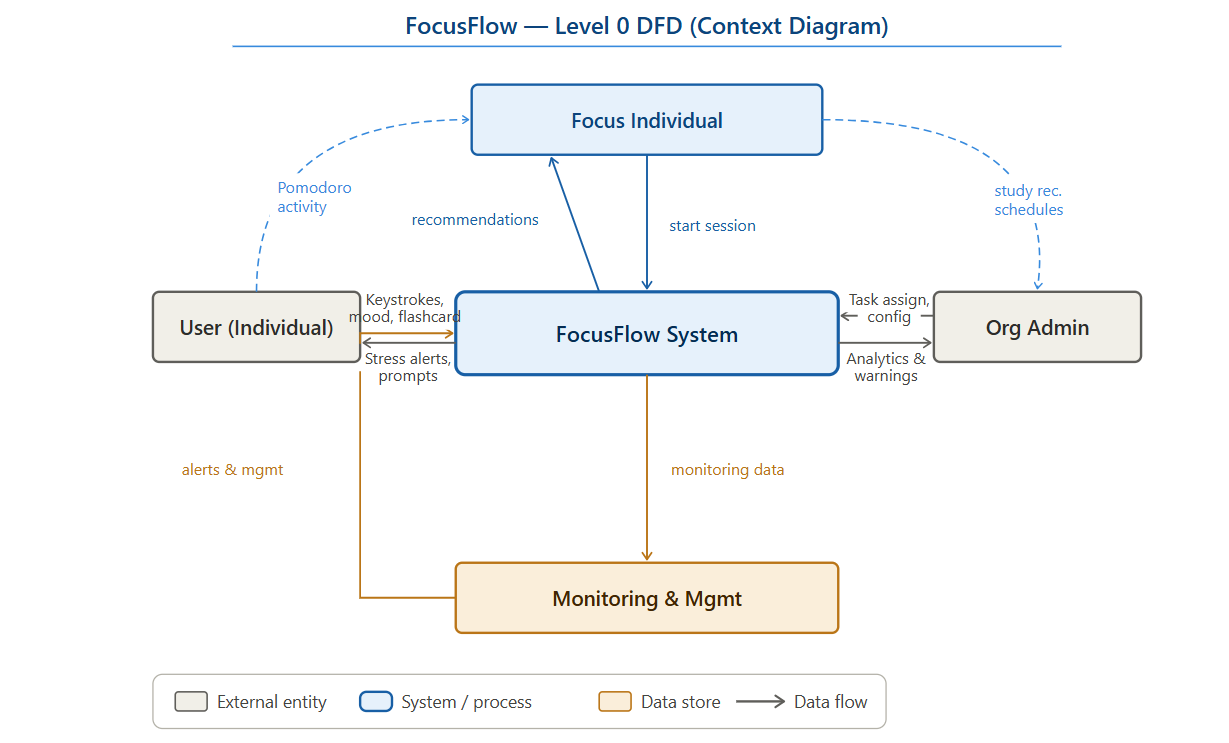 FocusFlow — Level 0 DFD (Context Diagram)
Focus Individual
Pomodoro
activity
study rec.
schedules
recommendations
start session
User (Individual)
Keystrokes,
mood, flashcard
Stress alerts,
prompts
FocusFlow System
Task assign,
config
Analytics &
warnings
Org Admin
alerts & mgmt
monitoring data
Monitoring & Mgmt
External entity
System / process
Data store
Data flow